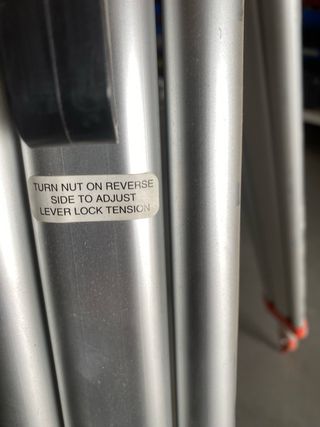 TURN NUT ON REVERSE
SIDE TO ADJUST
LEVER LOCK TENSION